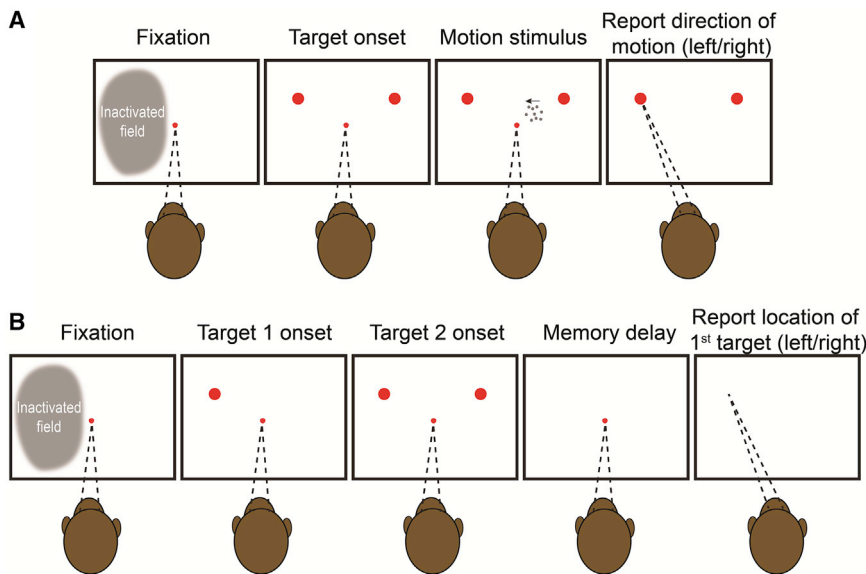 A
Fixation
Target onset
Motion stimulus
Report direction of
motion (left/right)
Inactivated
field
B
Fixation
Target 1 onset
Target 2 onset
Memory delay
Report location of
1st target (left/right)
Inactivated
field